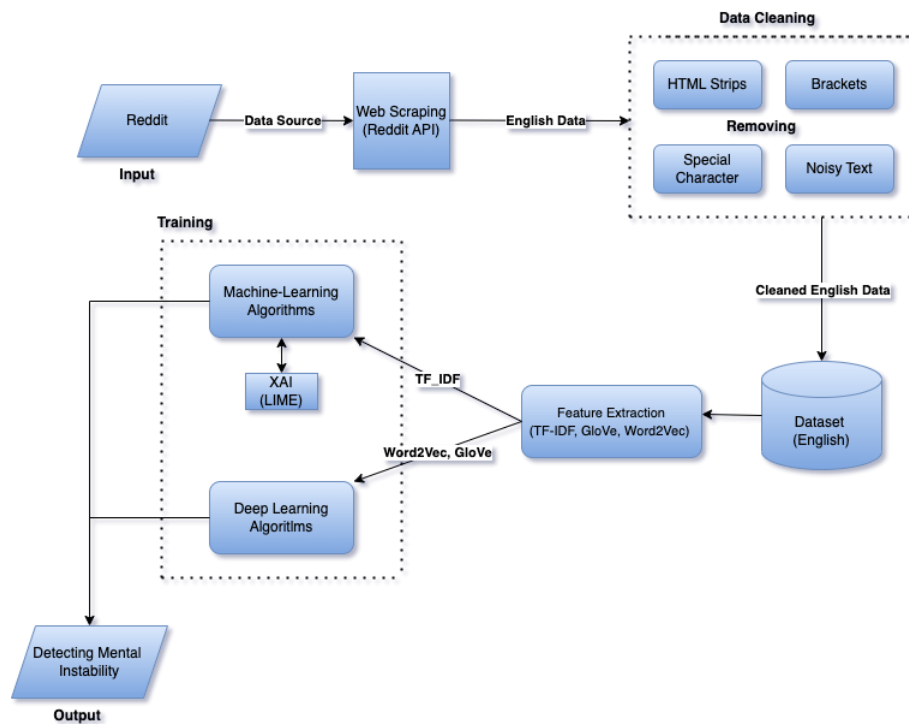 Data Cleaning
HTML Strips
Brackets
Removing
Special
Character
Noisy Text
Reddit
Input
Data Source
Web Scraping
(Reddit API)
English Data
Cleaned English Data
Dataset
(English)
Feature Extraction
(TF-IDF, GloVe, Word2Vec)
TF_IDF
Word2Vec, GloVe
Training
Machine-Learning
Algorithms
XAI
(LIME)
Deep Learning
Algoritlms
Detecting Mental
Instability
Output